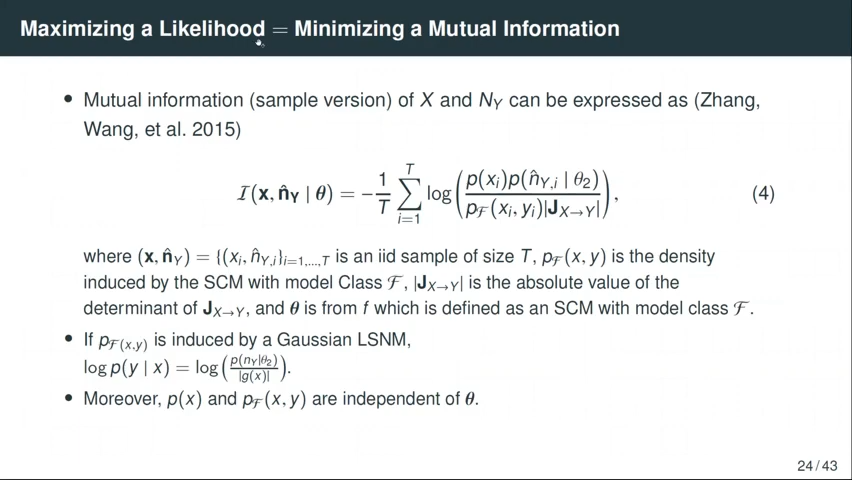 Maximizing a Likelihood = Minimizing a Mutual Information
• Mutual information (sample version) of X and N_Y can be expressed as (Zhang,
Wang, et al. 2015)
I(x, n̂_Y | θ) = −1/T ∑_{i=1}^{T} log( p(x_i)p(n̂_{Y,i} | θ_2) / p_ℱ(x_i, y_i)|J_{X→Y}| ), (4)
where (x, n̂_Y) = {(x_i, n̂_{Y,i}}_{i=1,...,T} is an iid sample of size T, p_ℱ(x, y) is the density
induced by the SCM with model Class ℱ, |J_{X→Y}| is the absolute value of the
determinant of J_{X→Y}, and θ is from f which is defined as an SCM with model class ℱ.
• If p_{ℱ(x,y)} is induced by a Gaussian LSNM,
log p(y | x) = log( p(n_Y|θ_2) / |g(x)| ).
• Moreover, p(x) and p_ℱ(x, y) are independent of θ.
24 / 43